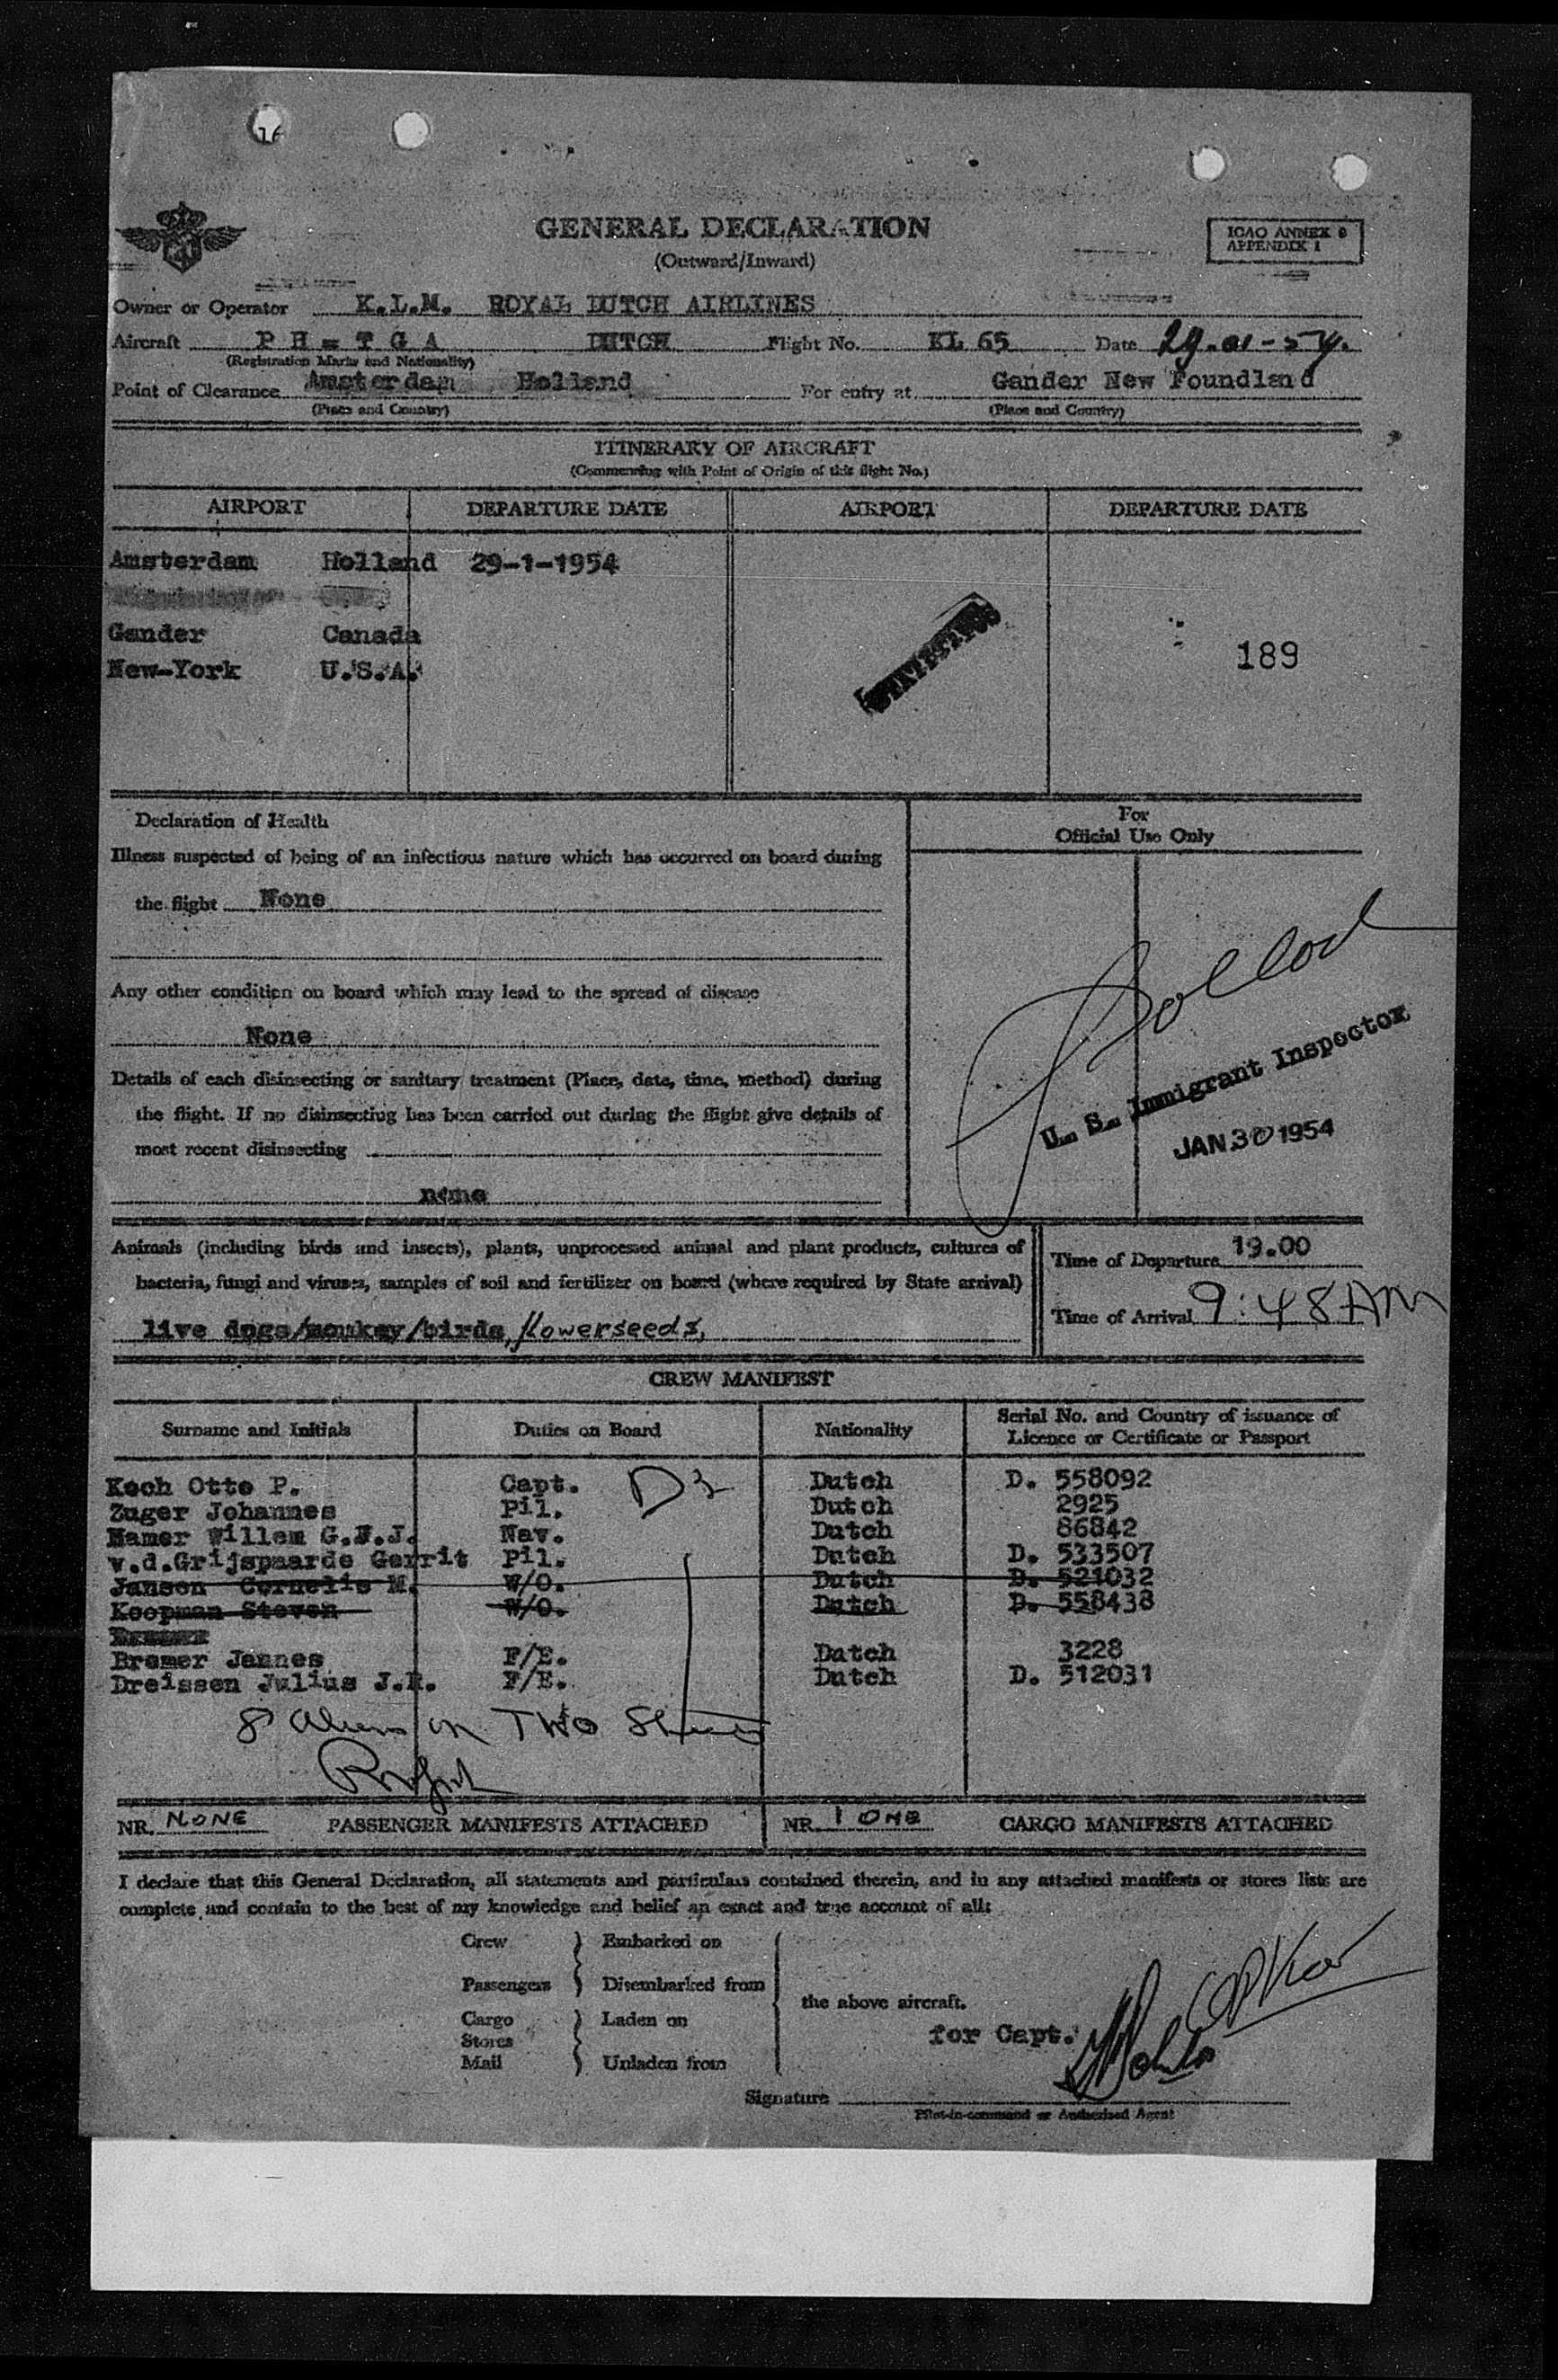 16
GENERAL DECLARATION
(Outward/Inward)
ICAO ANNEX 9
APPENDIX 1
Owner or Operator K.L.M. ROYAL DUTCH AIRLINES
Aircraft P H = T G A DUTCH Flight No. KL 65 Date 29-01-54.
(Registration Marks and Nationality)
Point of Clearance Amsterdam Holland For entry at Gander New Foundland
(Place and Country) (Place and Country)
ITINERARY OF AIRCRAFT
(Commencing with Point of Origin of this flight No.)
AIRPORT DEPARTURE DATE AIRPORT DEPARTURE DATE
Amsterdam Holland 29-1-1954
Gander Canada
New-York U.S.A.
STATISTICS
189
Declaration of Health
Illness suspected of being of an infectious nature which has occurred on board during
the flight None
Any other condition on board which may lead to the spread of disease
None
Details of each disinsecting or sanitary treatment (Place, date, time, method) during
the flight. If no disinsecting has been carried out during the flight give details of
most recent disinsecting
none
For
Official Use Only
U. S. Immigrant Inspector
JAN 30 1954
Animals (including birds and insects), plants, unprocessed animal and plant products, cultures of
bacteria, fungi and viruses, samples of soil and fertilizer on board (where required by State arrival)
live dogs/monkey/birds, flowerseeds,
Time of Departure 19.00
Time of Arrival 9:48 AM
CREW MANIFEST
Surname and Initials Duties on Board Nationality Serial No. and Country of issuance of Licence or Certificate or Passport
Koch Otto P. Capt. Dutch D. 558092
Zuger Johannes Pil. Dutch 2925
Hamer Willem G.F.J. Nav. Dutch 86842
v.d.Grijspaarde Gerrit Pil. Dutch D. 533507
Jansen Cornelis M. W/O. Dutch D. 521032
Koopman Steven W/O. Dutch D. 558438
Bremer Jannes F/E. Dutch 3228
Dreissen Julius J.H. F/E. Dutch D. 512031
8 aliens on Two Sheets
NR. NONE PASSENGER MANIFESTS ATTACHED NR. 1 ONE CARGO MANIFESTS ATTACHED
I declare that this General Declaration, all statements and particulars contained therein, and in any attached manifests or stores lists are
complete and contain to the best of my knowledge and belief an exact and true account of all:
Crew } Embarked on
Passengers } Disembarked from
the above aircraft.
Cargo } Laden on
Stores
Mail } Unladen from
for Capt.
Signature
Pilot-in-command or Authorized Agent